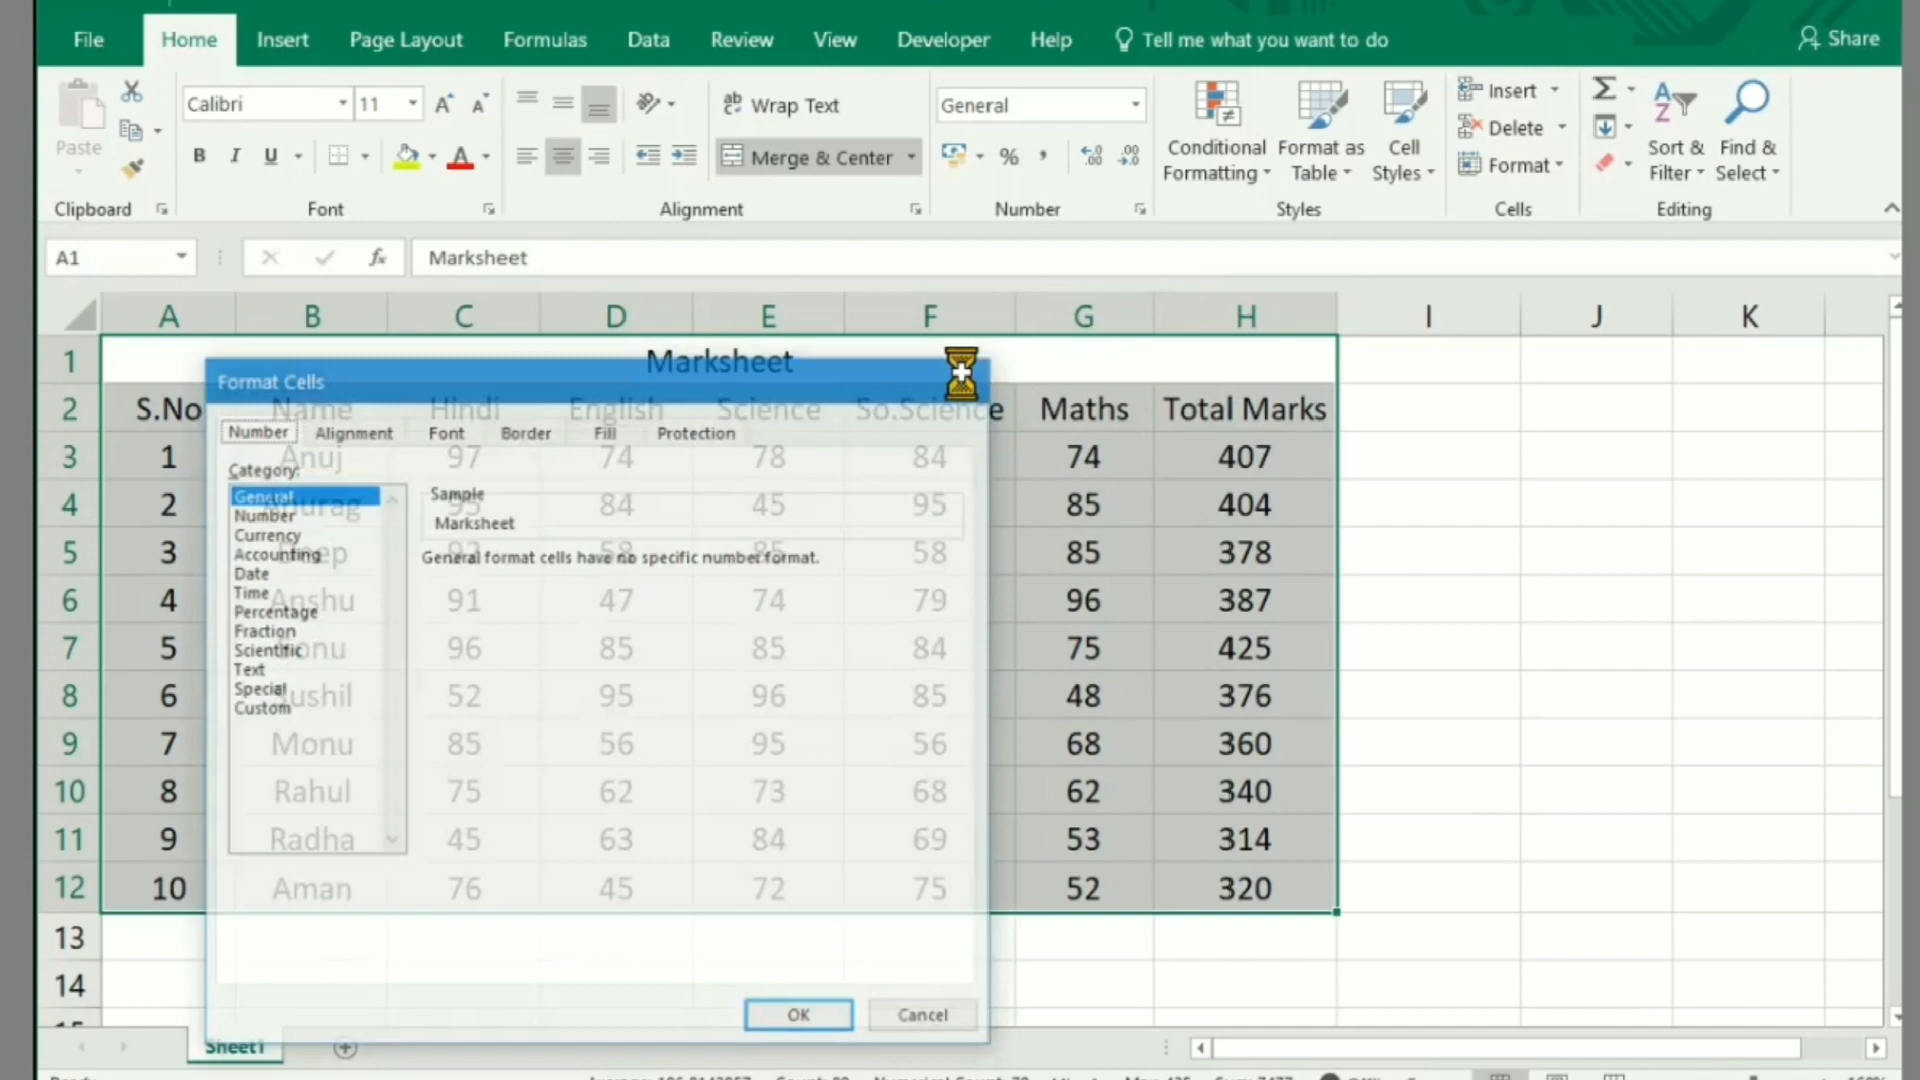 File Home Insert Page Layout Formulas Data Review View Developer Help Tell me what you want to do Share
Paste
Clipboard
Calibri 11
B I U
Font
Wrap Text
Merge & Center
Alignment
General
%
Number
Conditional Formatting
Format as Table
Cell Styles
Styles
Insert
Delete
Format
Cells
Sort & Filter
Find & Select
Editing
A1 fx Marksheet
A B C D E F G H I J K
1 Marksheet
2 S.No Name Hindi English Science So.Science Maths Total Marks
3 1 Anuj 97 74 78 84 74 407
4 2 Anurag 95 84 45 95 85 404
5 3 58 85 58 85 378
6 4 Anshu 91 47 74 79 96 387
7 5 96 85 85 84 75 425
8 6 52 95 96 85 48 376
9 7 Monu 85 56 95 56 68 360
10 8 Rahul 75 62 73 68 62 340
11 9 Radha 45 63 84 69 53 314
12 10 Aman 76 45 72 75 52 320
13
14
Format Cells
Number Alignment Font Border Fill Protection
Category:
General
Number
Currency
Accounting
Date
Time
Percentage
Fraction
Scientific
Text
Special
Custom
Sample
Marksheet
General format cells have no specific number format.
OK Cancel
Sheet1